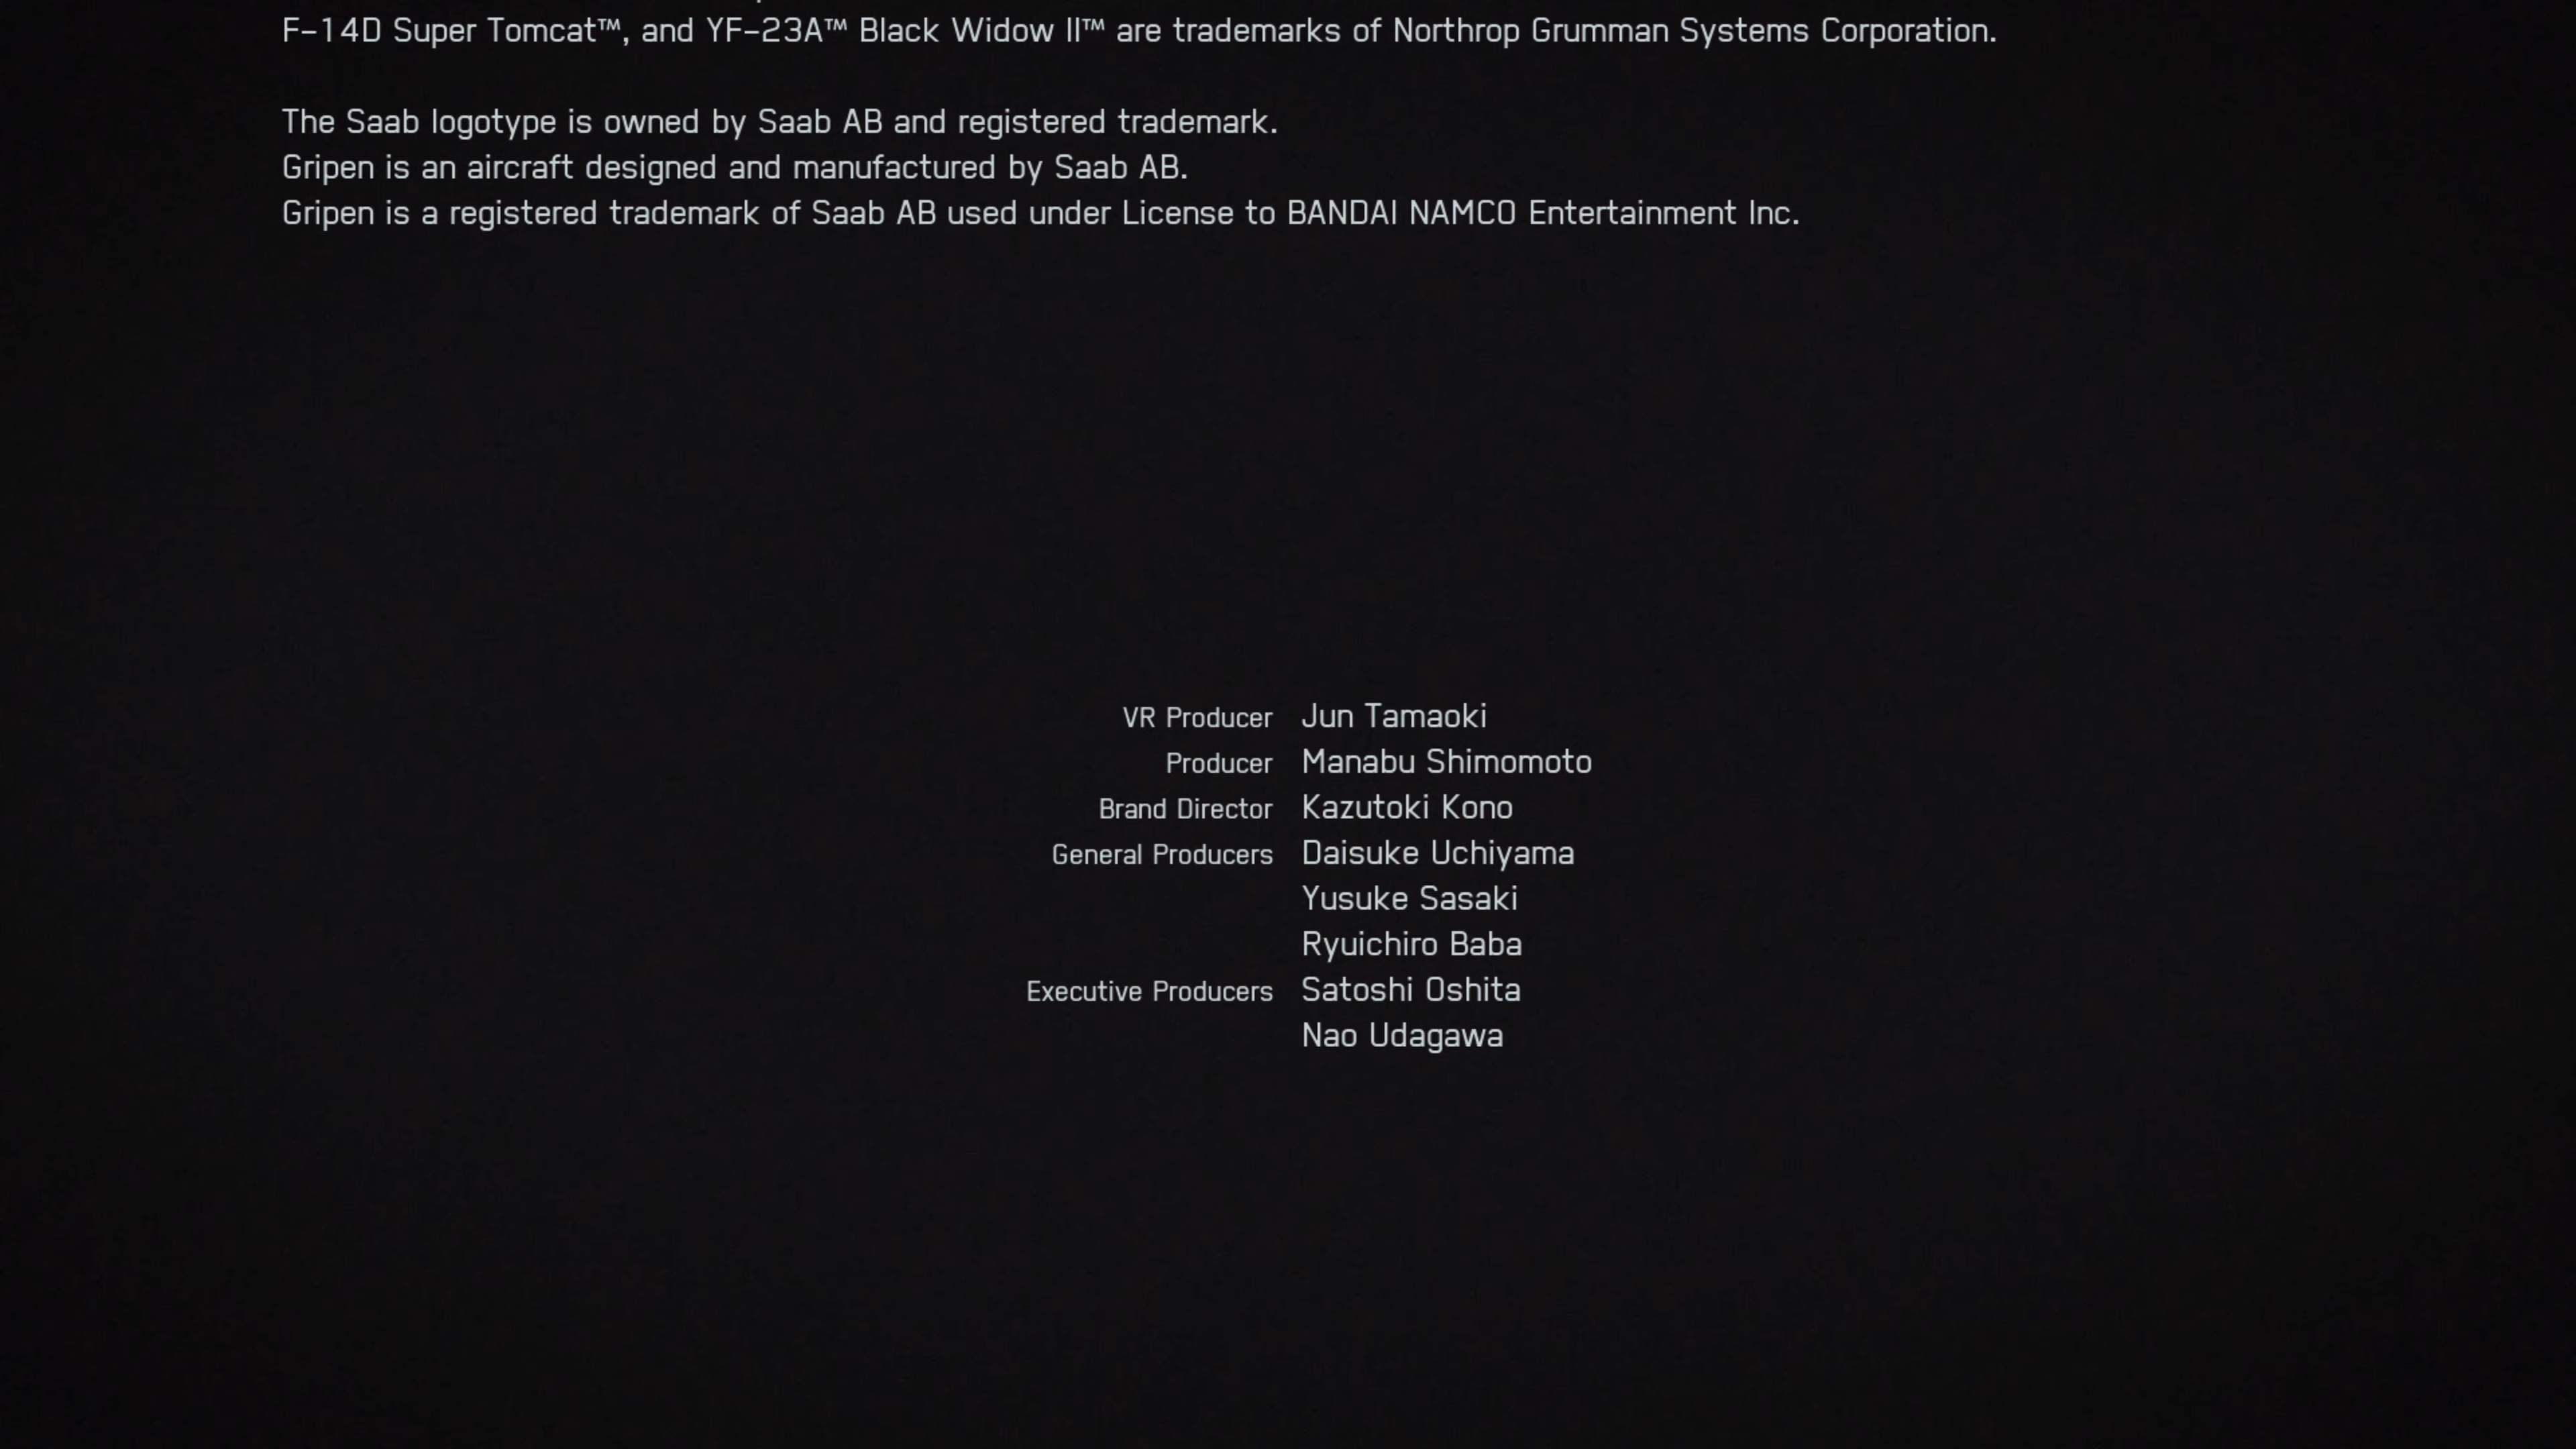 F-14D Super Tomcat™, and YF-23A™ Black Widow II™ are trademarks of Northrop Grumman Systems Corporation.
The Saab logotype is owned by Saab AB and registered trademark.
Gripen is an aircraft designed and manufactured by Saab AB.
Gripen is a registered trademark of Saab AB used under License to BANDAI NAMCO Entertainment Inc.
VR Producer Jun Tamaoki
Producer Manabu Shimomoto
Brand Director Kazutoki Kono
General Producers Daisuke Uchiyama
Yusuke Sasaki
Ryuichiro Baba
Executive Producers Satoshi Oshita
Nao Udagawa